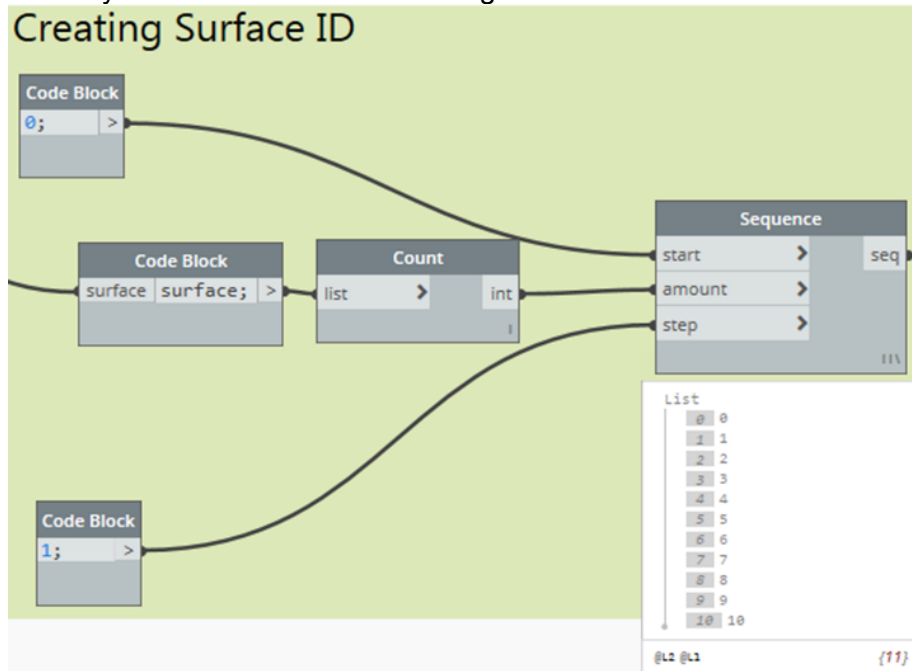 Creating Surface ID
Code Block
0; >
Code Block
surface surface; >
Count
list > int
Sequence
start > seq
amount >
step >
Code Block
1; >
List
0 0
1 1
2 2
3 3
4 4
5 5
6 6
7 7
8 8
9 9
10 10
@L2 @L1 {11}